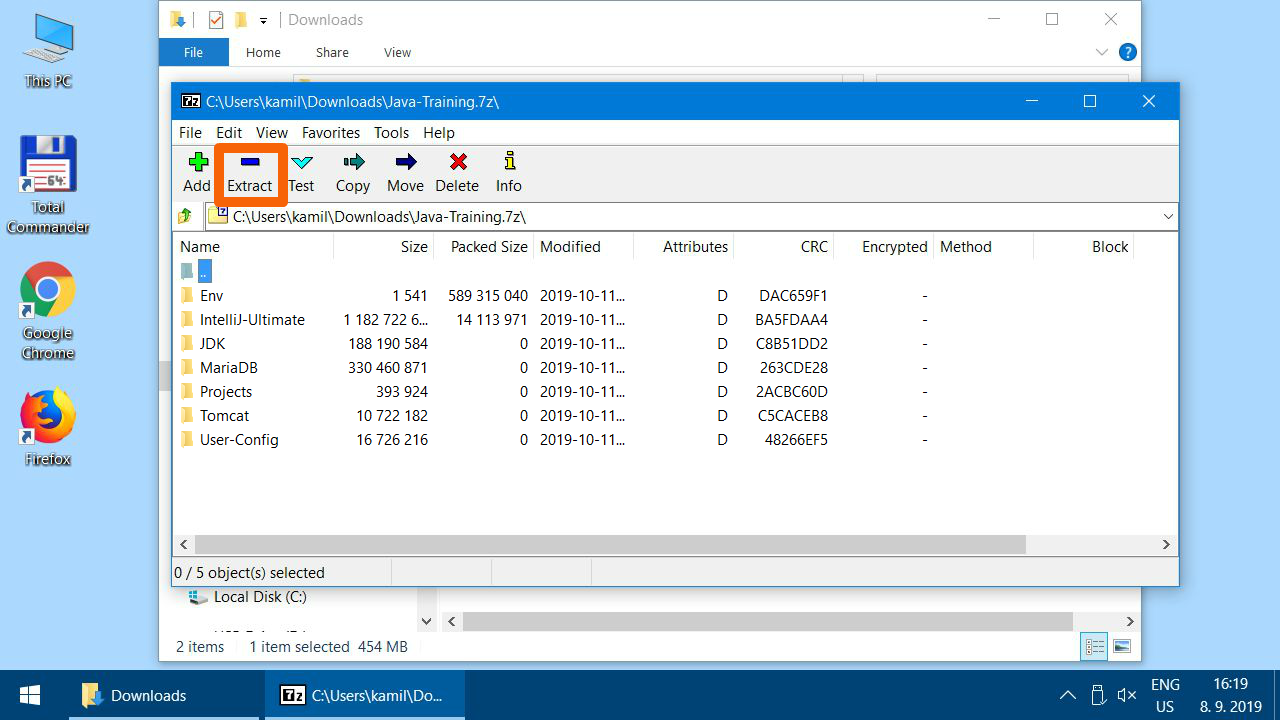 This PC
Total
Commander
64
Google
Chrome
Firefox
Downloads
File Home Share View
?
7z C:\Users\kamil\Downloads\Java-Training.7z\
File Edit View Favorites Tools Help
Add Extract Test Copy Move Delete Info
C:\Users\kamil\Downloads\Java-Training.7z\
Name Size Packed Size Modified Attributes CRC Encrypted Method Block
..
Env 1 541 589 315 040 2019-10-11... D DAC659F1 -
IntelliJ-Ultimate 1 182 722 6... 14 113 971 2019-10-11... D BA5FDAA4 -
JDK 188 190 584 0 2019-10-11... D C8B51DD2 -
MariaDB 330 460 871 0 2019-10-11... D 263CDE28 -
Projects 393 924 0 2019-10-11... D 2ACBC60D -
Tomcat 10 722 182 0 2019-10-11... D C5CACEB8 -
User-Config 16 726 216 0 2019-10-11... D 48266EF5 -
0 / 5 object(s) selected
Local Disk (C:)
2 items 1 item selected 454 MB
Downloads
7z C:\Users\kamil\Do...
ENG
US
16:19
8. 9. 2019